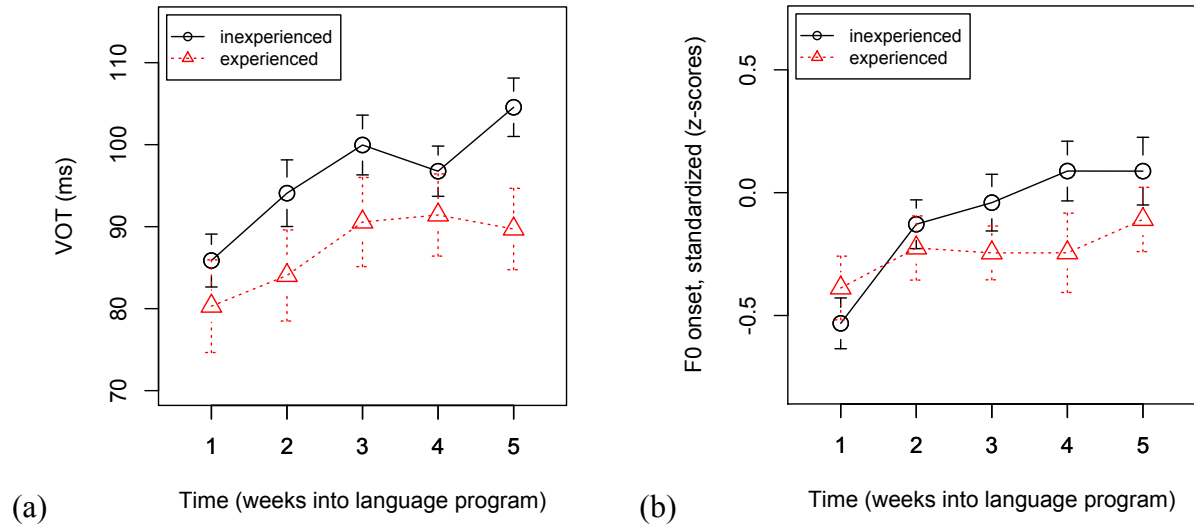 inexperienced
experienced
VOT (ms)
110
100
90
80
70
1 2 3 4 5
Time (weeks into language program)
(a)
inexperienced
experienced
F0 onset, standardized (z-scores)
0.5
0.0
-0.5
1 2 3 4 5
Time (weeks into language program)
(b)